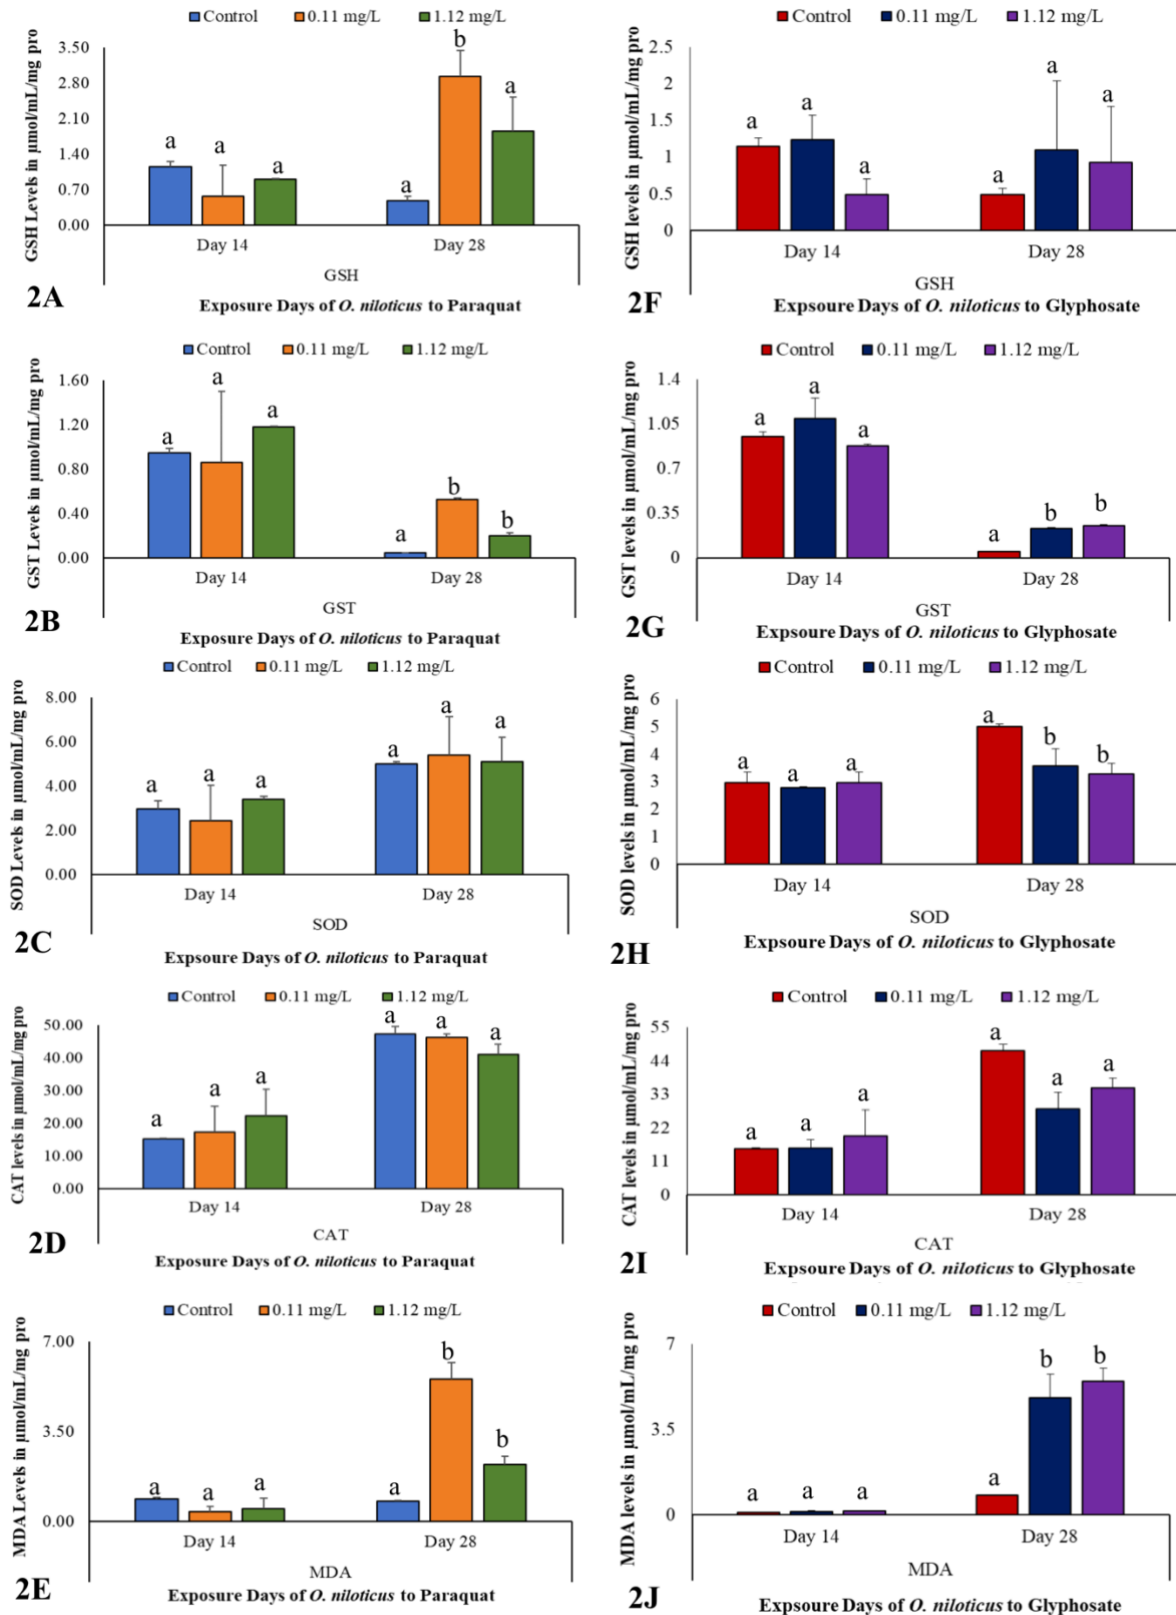 Control 0.11 mg/L 1.12 mg/L
GSH Levels in µmol/mL/mg pro
3.50
2.80
2.10
1.40
0.70
0.00
a a a a b a
Day 14 Day 28
GSH
2A
Exposure Days of O. niloticus to Paraquat
Control 0.11 mg/L 1.12 mg/L
GSH levels in µmol/mL/mg pro
2.5
2
1.5
1
0.5
0
a a a a a a
Day 14 Day 28
GSH
2F
Expsoure Days of O. niloticus to Glyphosate
Control 0.11 mg/L 1.12 mg/L
GST Levels in µmol/mL/mg pro
1.60
1.20
0.80
0.40
0.00
a a a a b b
Day 14 Day 28
GST
2B
Exposure Days of O. niloticus to Paraquat
Control 0.11 mg/L 1.12 mg/L
GST levels in µmol/mL/mg pro
1.4
1.05
0.7
0.35
0
a a a a b b
Day 14 Day 28
GST
2G
Expsoure Days of O. niloticus to Glyphosate
Control 0.11 mg/L 1.12 mg/L
SOD Levels in µmol/mL/mg pro
8.00
6.00
4.00
2.00
0.00
a a a a a a
Day 14 Day 28
SOD
2C
Expsoure Days of O. niloticus to Paraquat
Control 0.11 mg/L 1.12 mg/L
SOD levels in µmol/mL/mg pro
6
5
4
3
2
1
0
a a a a b b
Day 14 Day 28
SOD
2H
Expsoure Days of O. niloticus to Glyphosate
Control 0.11 mg/L 1.12 mg/L
CAT levels in µmol/mL/mg pro
50.00
40.00
30.00
20.00
10.00
0.00
a a a a a a
Day 14 Day 28
CAT
2D
Exposure Days of O. niloticus to Paraquat
Control 0.11 mg/L 1.12 mg/L
CAT levels in µmol/mL/mg pro
55
44
33
22
11
0
a a a a a a
Day 14 Day 28
CAT
2I
Expsoure Days of O. niloticus to Glyphosate
Control 0.11 mg/L 1.12 mg/L
MDA Levels in µmol/mL/mg pro
7.00
3.50
0.00
a a a a b b
Day 14 Day 28
MDA
2E
Exposure Days of O. niloticus to Paraquat
Control 0.11 mg/L 1.12 mg/L
MDA levels in µmol/mL/mg pro
7
3.5
0
a a a a b b
Day 14 Day 28
MDA
2J
Expsoure Days of O. niloticus to Glyphosate